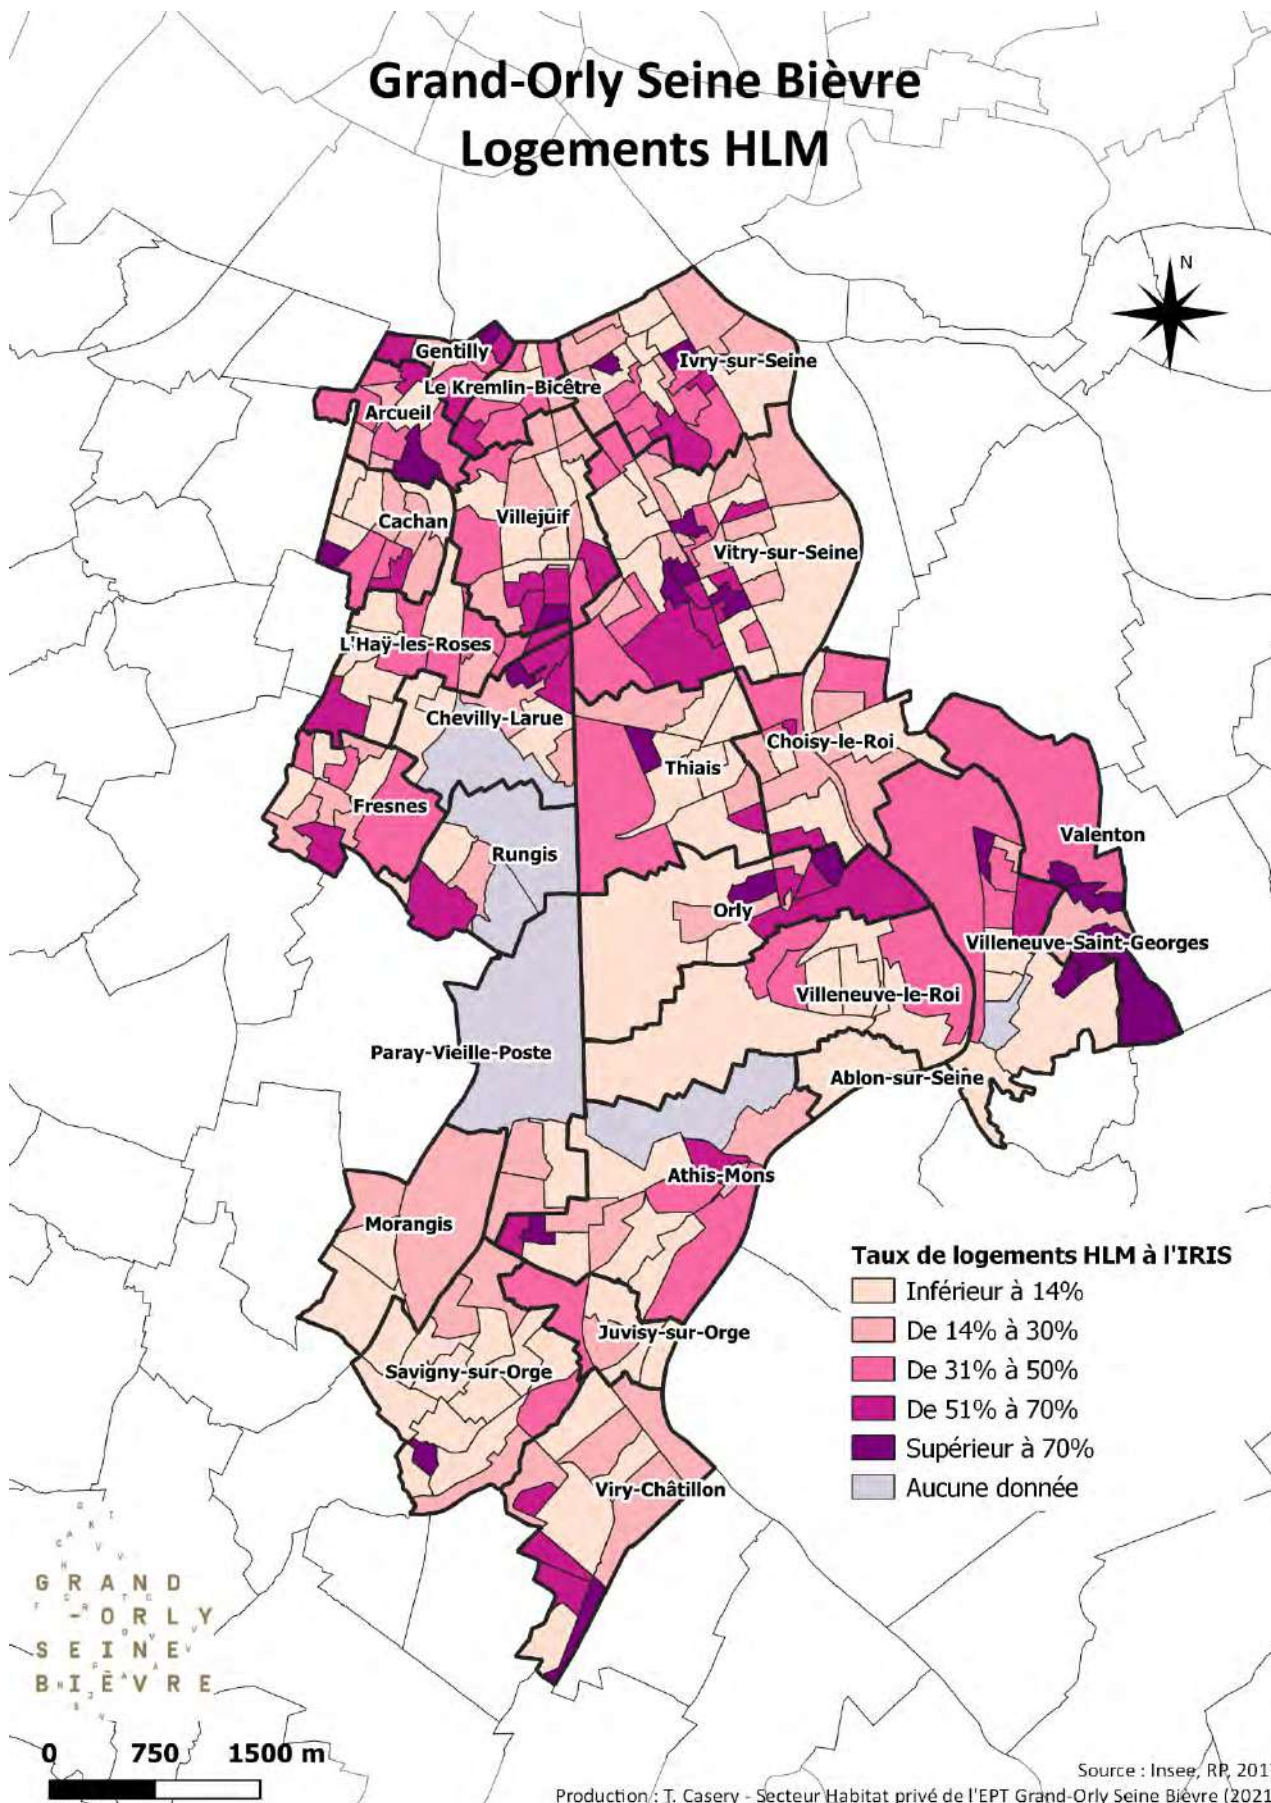 Grand-Orly Seine Bièvre
Logements HLM
N
Gentilly
Ivry-sur-Seine
Le Kremlin-Bicêtre
Arcueil
Cachan
Villejuif
Vitry-sur-Seine
L'Haÿ-les-Roses
Chevilly-Larue
Choisy-le-Roi
Thiais
Fresnes
Valenton
Rungis
Orly
Villeneuve-Saint-Georges
Villeneuve-le-Roi
Paray-Vieille-Poste
Ablon-sur-Seine
Athis-Mons
Morangis
Juvisy-sur-Orge
Savigny-sur-Orge
Viry-Châtillon
Taux de logements HLM à l'IRIS
Inférieur à 14%
De 14% à 30%
De 31% à 50%
De 51% à 70%
Supérieur à 70%
Aucune donnée
GRAND
-ORLY
SEINE
BIÈVRE
0 750 1500 m
Source : Insee, RP, 201
Production : T. Casery - Secteur Habitat privé de l'EPT Grand-Orly Seine Bièvre (2021